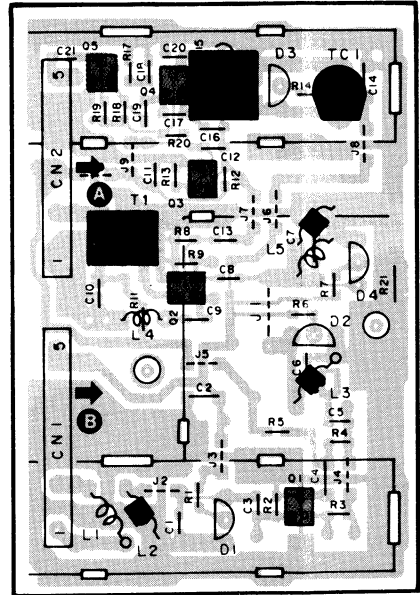 C21
Q5
R17
C18
C20
D3
TC1
5
Q4
R14
C14
R19
R18
C19
C17
R20
C16
J8
CN2
J9
C11
R13
C12
R12
A
T1
Q3
J7
J6
C7
R8
C13
L5
1
R9
C10
R11
C8
R7
D4
R21
L4
Q2
C9
R6
D2
5
J5
C6
L3
C2
B
C5
R5
R4
CN1
J3
J2
R1
C4
J4
C3
R2
Q1
R3
1
L1
L2
C1
D1